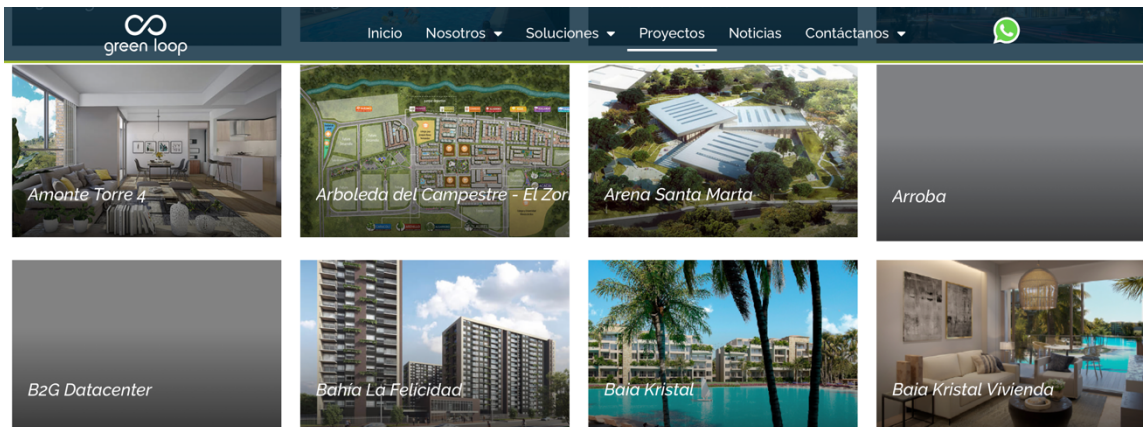 green loop
Inicio Nosotros Soluciones Proyectos Noticias Contáctanos
Amonte Torre 4
Arboleda del Campestre - El Zor
Arena Santa Marta
Arroba
B2G Datacenter
Bahía La Felicidad
Baia Kristal
Baia Kristal Vivienda